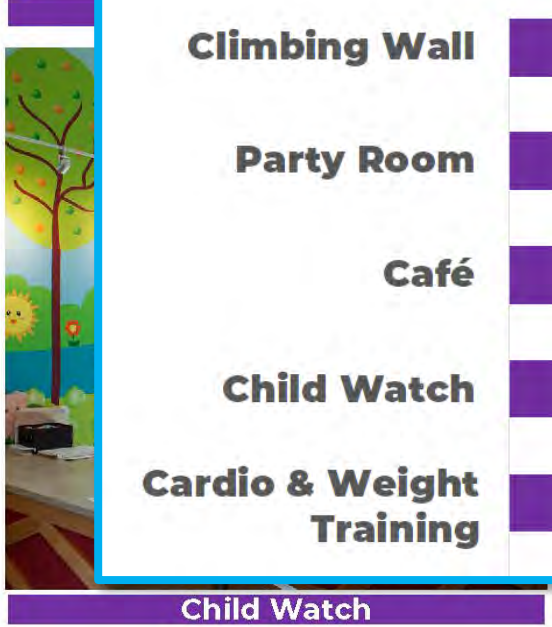 Climbing Wall
Party Room
Café
Child Watch
Cardio & Weight
Training
Child Watch